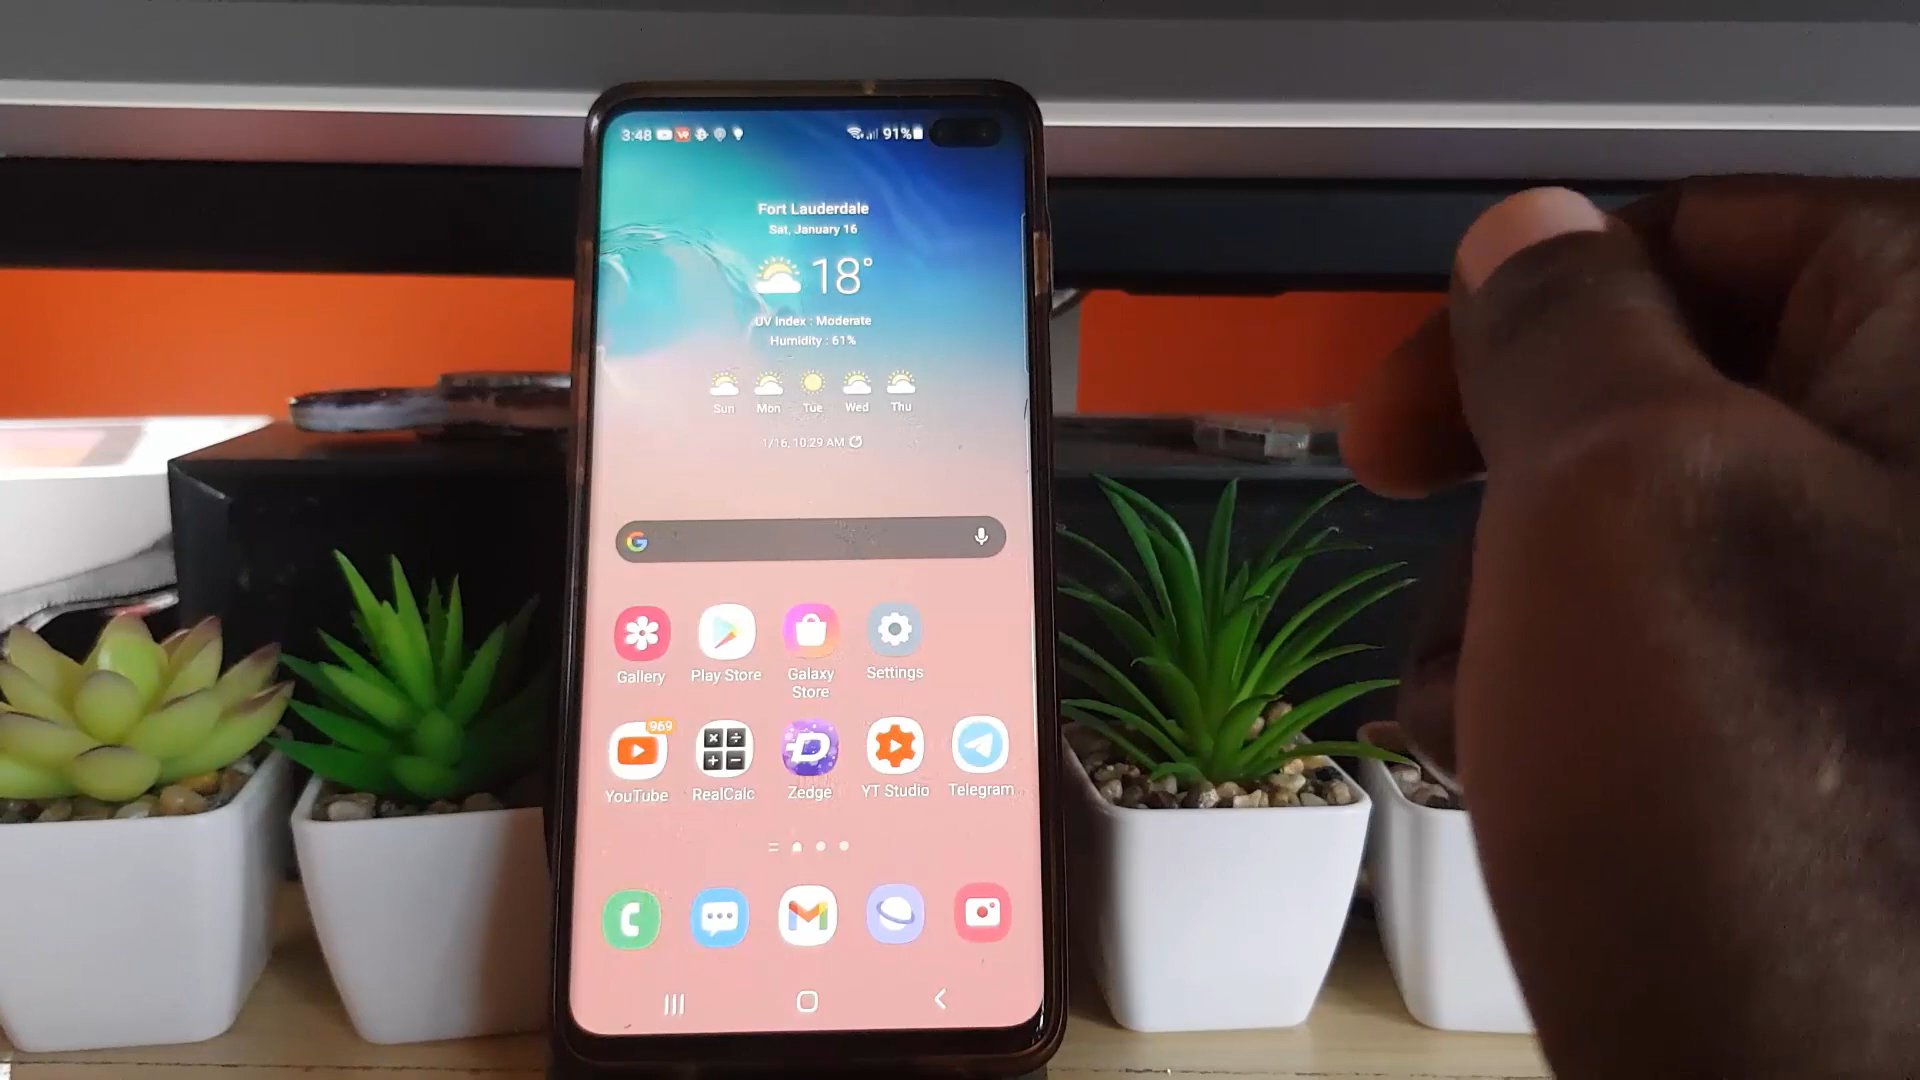 3:48 91%
Fort Lauderdale
Sat, January 16
18°
UV Index : Moderate
Humidity : 61%
Sun Mon Tue Wed Thu
1/16, 10:29 AM
Gallery Play Store Galaxy Store Settings
969
YouTube RealCalc Zedge YT Studio Telegram